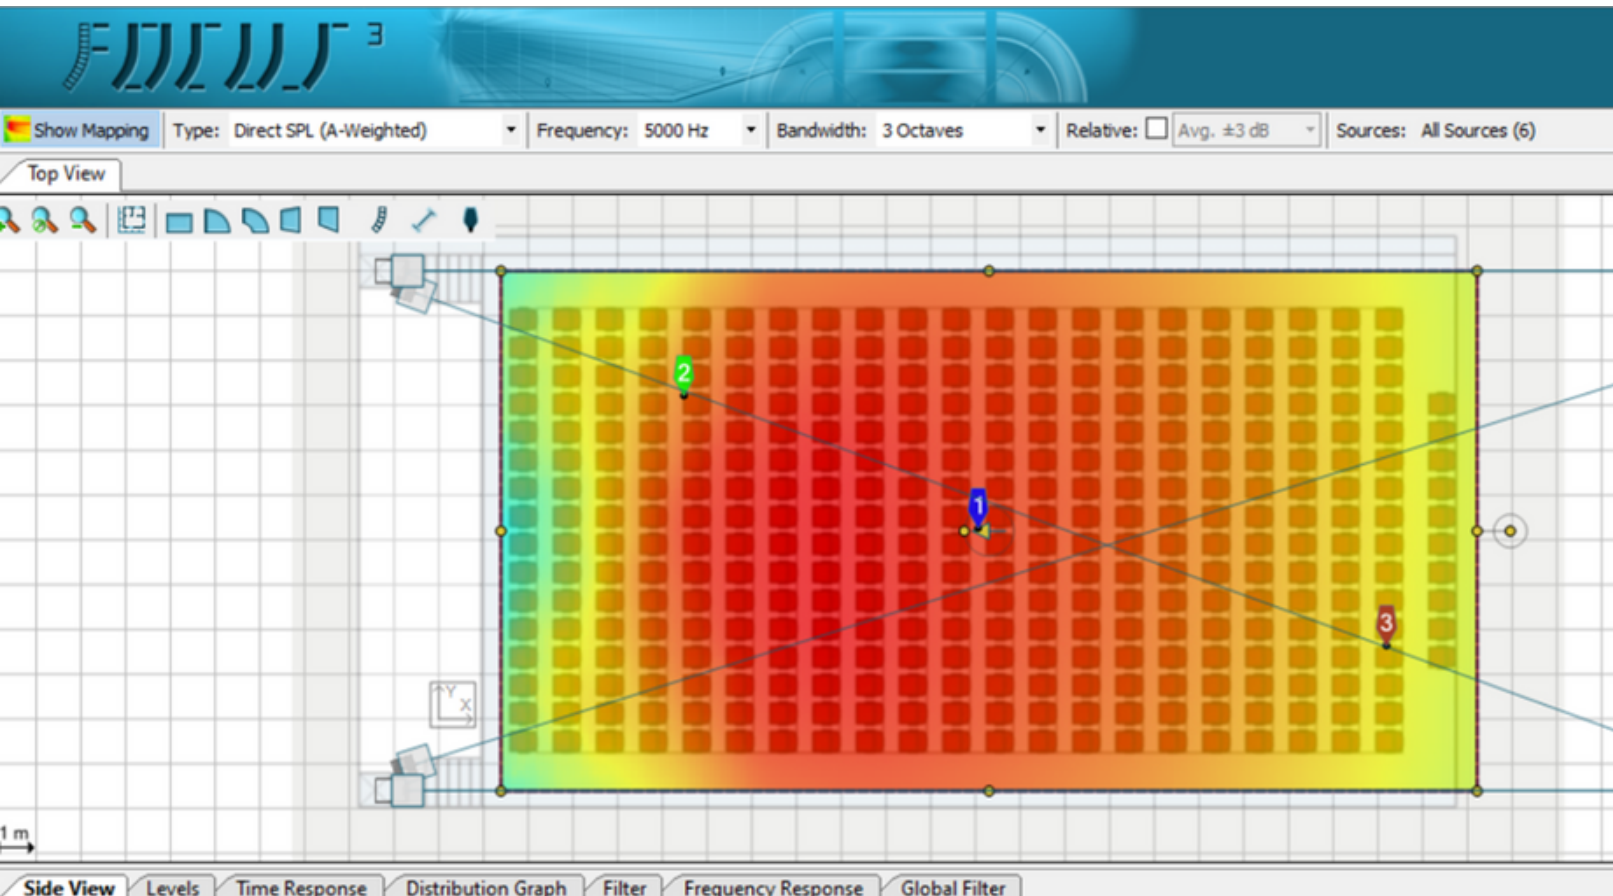 FOCUS 3
Show Mapping Type: Direct SPL (A-Weighted) Frequency: 5000 Hz Bandwidth: 3 Octaves Relative: Avg. ±3 dB Sources: All Sources (6)
Top View
2
1
3
Y
X
1 m
Side View Levels Time Response Distribution Graph Filter Frequency Response Global Filter